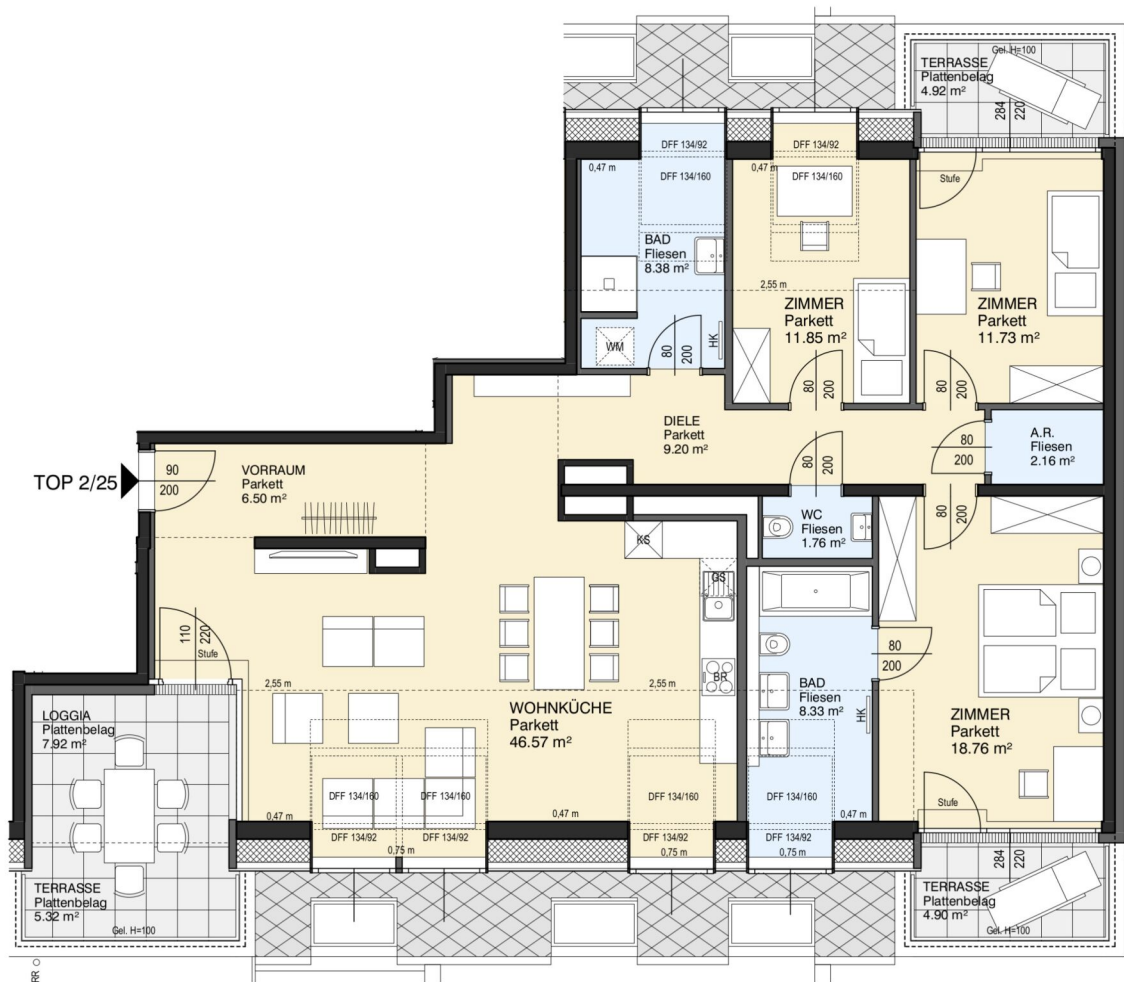 Gel. H=100
TERRASSE
Plattenbelag
4.92 m²
284
220
DFF 134/92
DFF 134/92
0,47 m
DFF 134/160
0,47 m
DFF 134/160
Stufe
BAD
Fliesen
8.38 m²
2,55 m
ZIMMER
Parkett
11.85 m²
ZIMMER
Parkett
11.73 m²
WM
80
200
HK
80
200
80
200
DIELE
Parkett
9.20 m²
A.R.
Fliesen
2.16 m²
80
200
80
200
TOP 2/25
90
200
VORRAUM
Parkett
6.50 m²
WC
Fliesen
1.76 m²
80
200
KS
GS
110
220
Stufe
80
200
BR
2,55 m
2,55 m
BAD
Fliesen
8.33 m²
HK
LOGGIA
Plattenbelag
7.92 m²
WOHNKÜCHE
Parkett
46.57 m²
ZIMMER
Parkett
18.76 m²
DFF 134/160
DFF 134/160
DFF 134/160
DFF 134/160
Stufe
0,47 m
0,47 m
0,47 m
DFF 134/92
DFF 134/92
DFF 134/92
DFF 134/92
0,75 m
0,75 m
0,75 m
284
220
TERRASSE
Plattenbelag
5.32 m²
Gel. H=100
TERRASSE
Plattenbelag
4.90 m²
Gel. H=100
RR